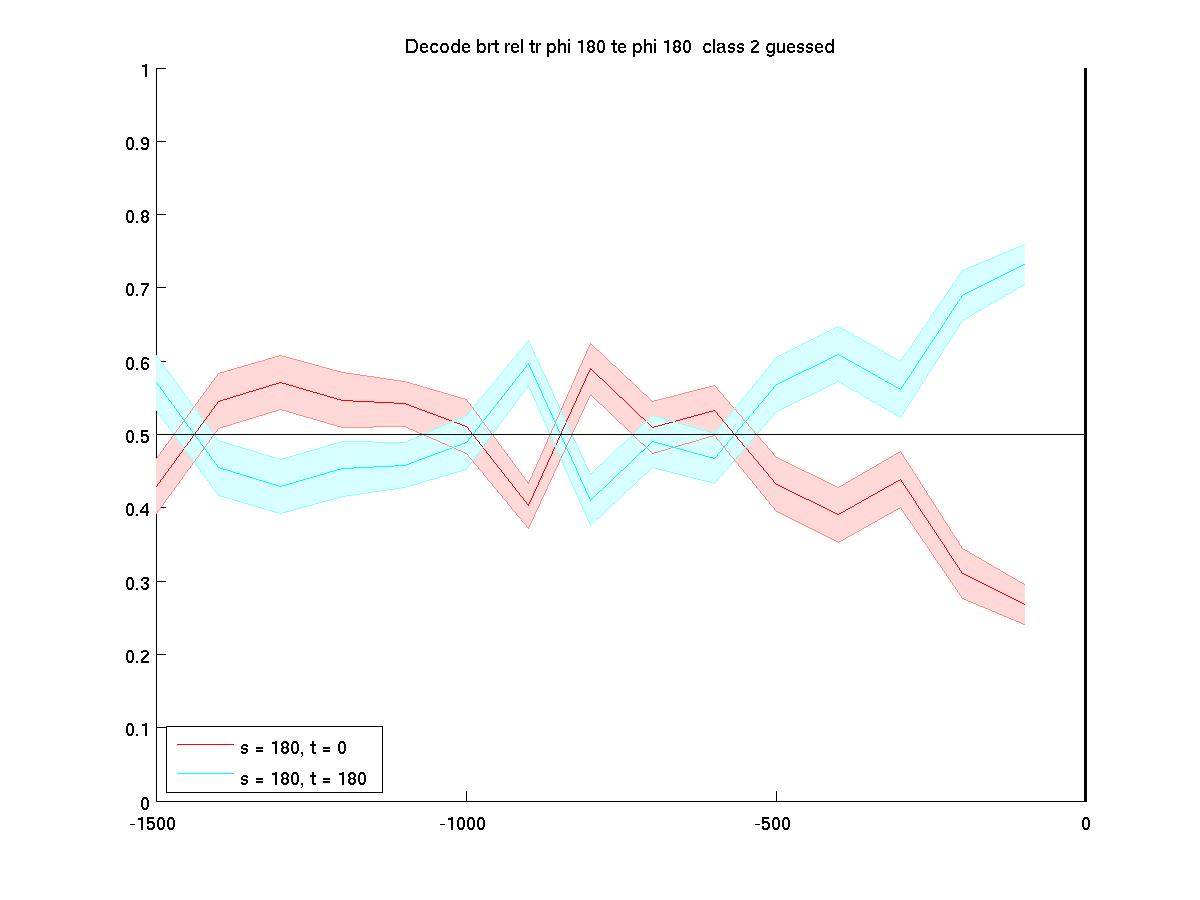 Decode brt rel tr phi 180 te phi 180  class 2 guessed
1
0.9
0.8
0.7
0.6
0.5
0.4
0.3
0.2
0.1
0
s = 180, t = 0
s = 180, t = 180
-1500 -1000 -500 0